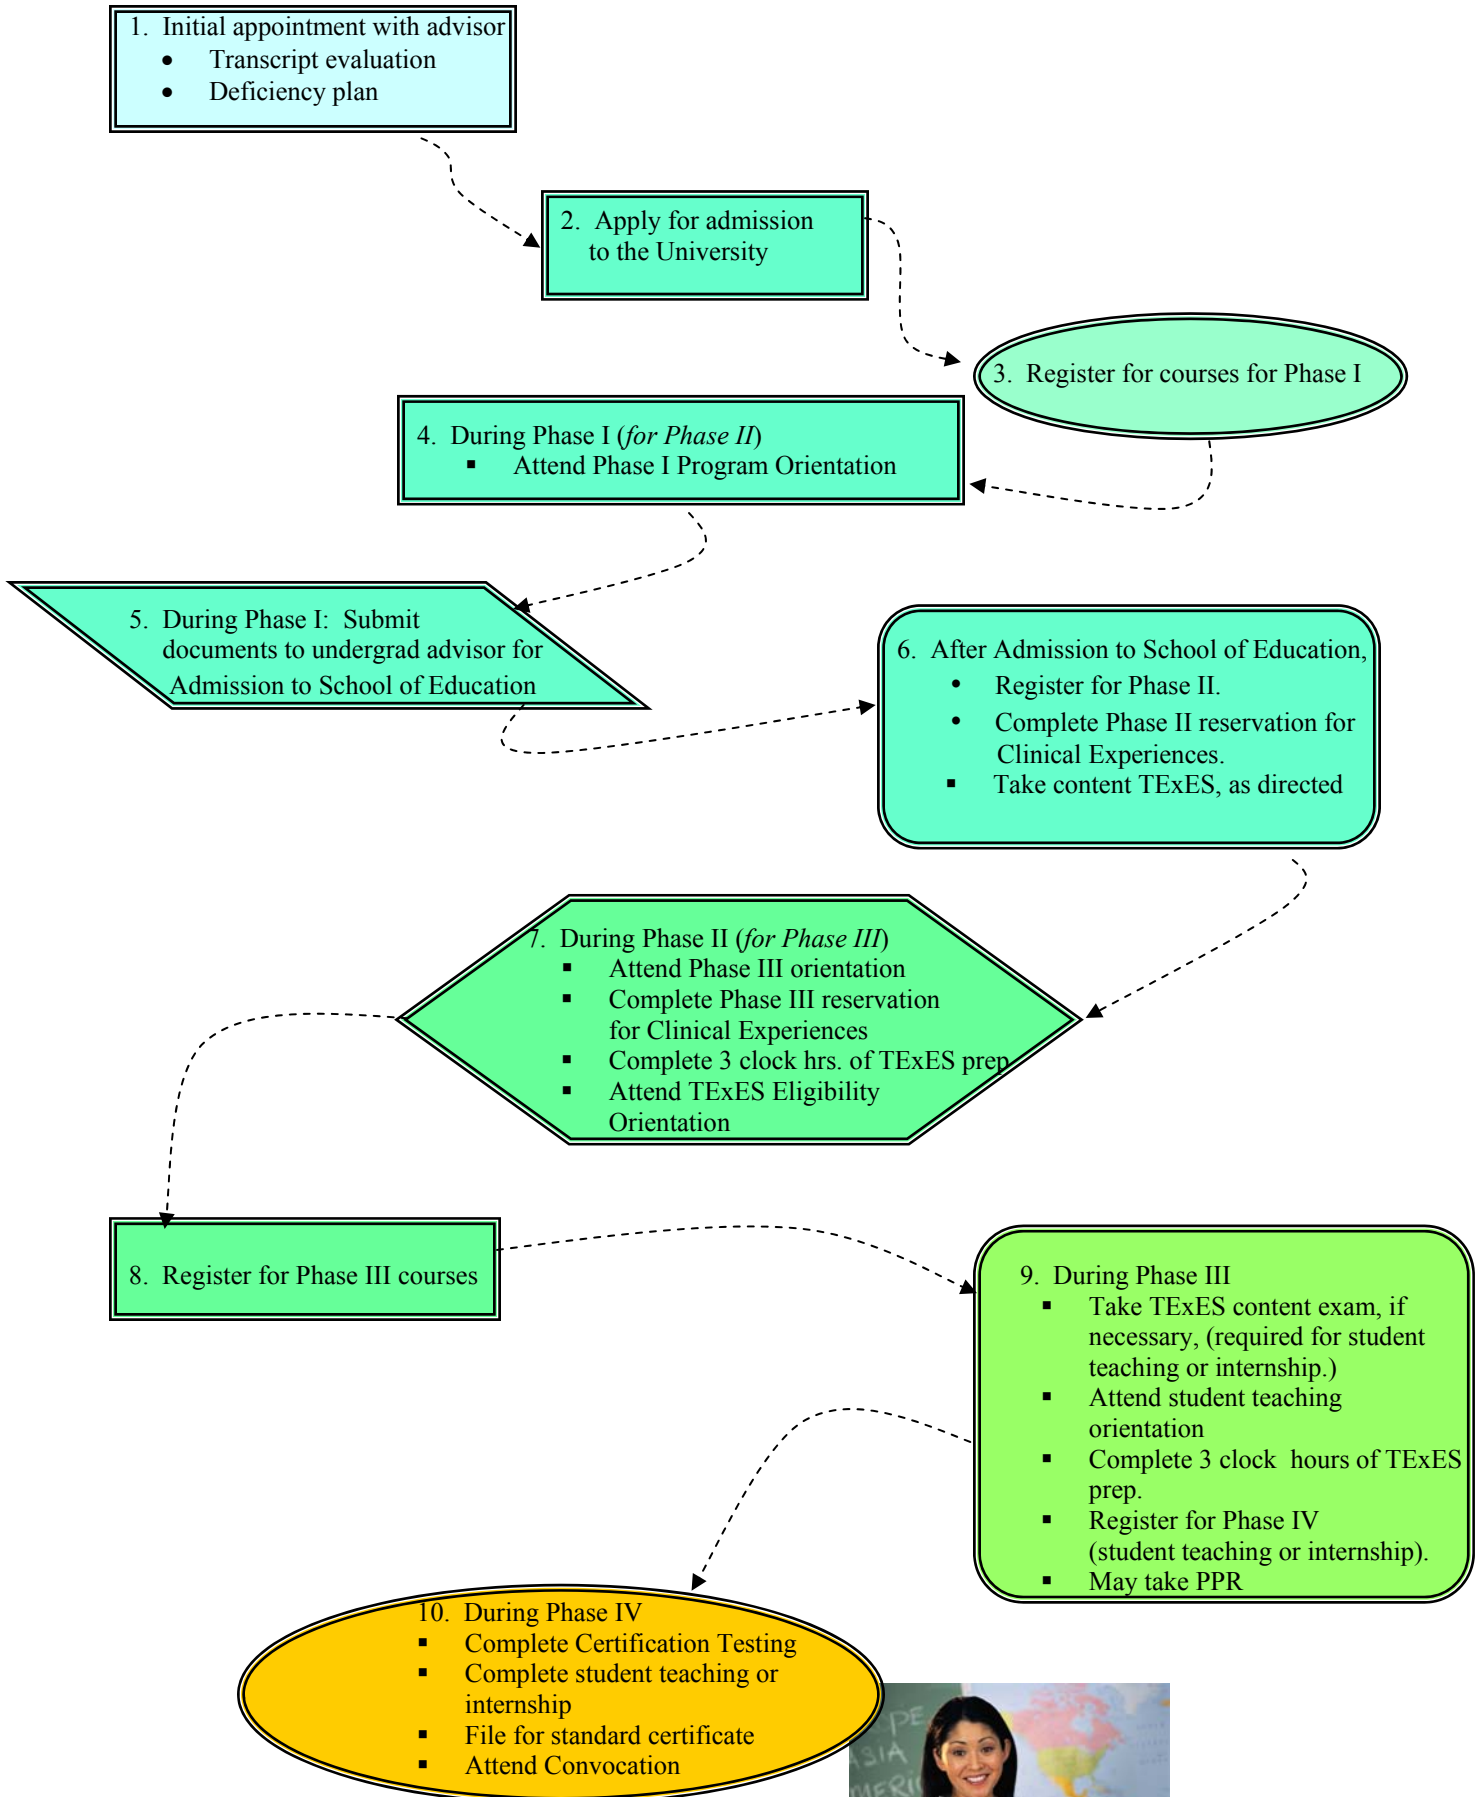 1. Initial appointment with advisor
• Transcript evaluation
• Deficiency plan
2. Apply for admission
to the University
3. Register for courses for Phase I
4. During Phase I (for Phase II)
▪ Attend Phase I Program Orientation
5. During Phase I: Submit
documents to undergrad advisor for
Admission to School of Education
6. After Admission to School of Education,
• Register for Phase II.
• Complete Phase II reservation for
Clinical Experiences.
▪ Take content TExES, as directed
7. During Phase II (for Phase III)
▪ Attend Phase III orientation
▪ Complete Phase III reservation
for Clinical Experiences
▪ Complete 3 clock hrs. of TExES prep
▪ Attend TExES Eligibility
Orientation
8. Register for Phase III courses
9. During Phase III
▪ Take TExES content exam, if
necessary, (required for student
teaching or internship.)
▪ Attend student teaching
orientation
▪ Complete 3 clock hours of TExES
prep.
▪ Register for Phase IV
(student teaching or internship).
▪ May take PPR
10. During Phase IV
▪ Complete Certification Testing
▪ Complete student teaching or
internship
▪ File for standard certificate
▪ Attend Convocation
ASIA